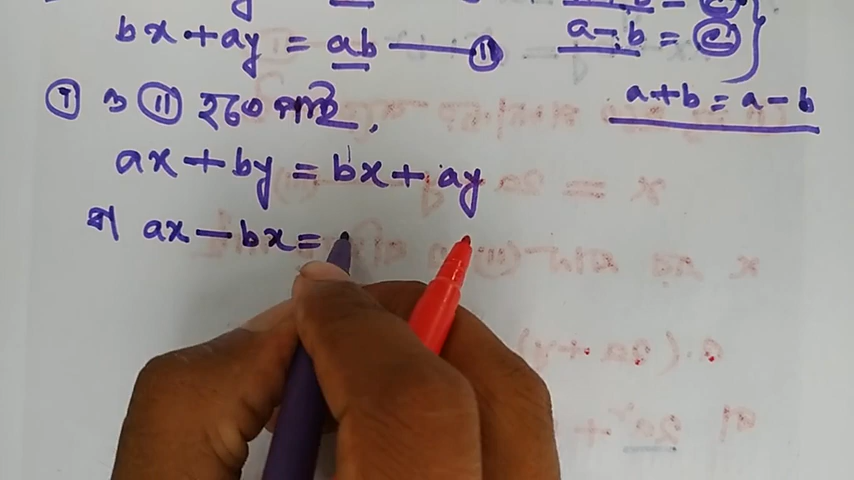 bx + ay = ab —— ⅱ
a - b = c
a + b = a - b
Ⅰ ও Ⅱ হতে পাই,
ax + by = bx + ay
বা ax - bx =